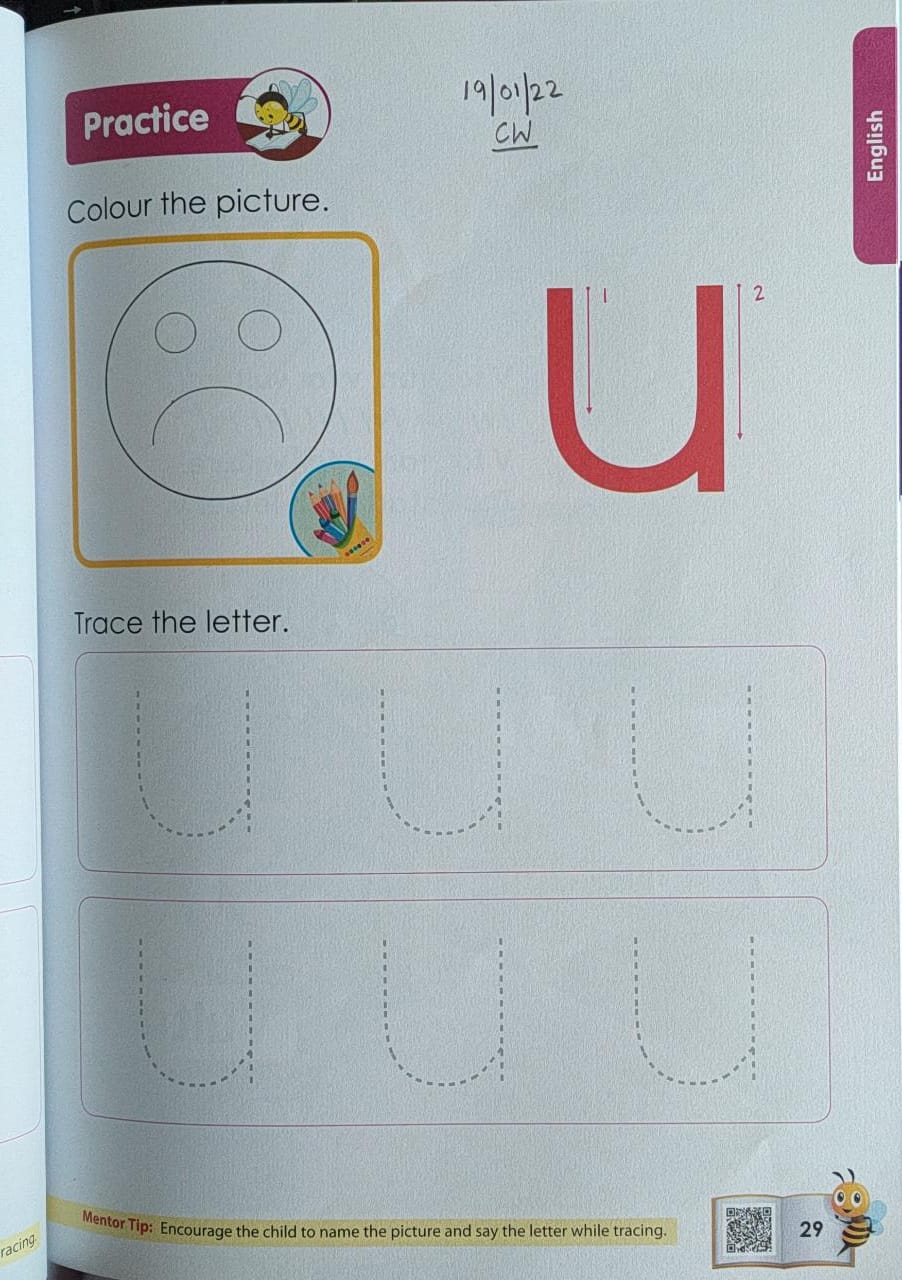 Practice
19/01/22
CW
English
Colour the picture.
u
1
2
Trace the letter.
u u u
u u u
Mentor Tip: Encourage the child to name the picture and say the letter while tracing.
29
racing.